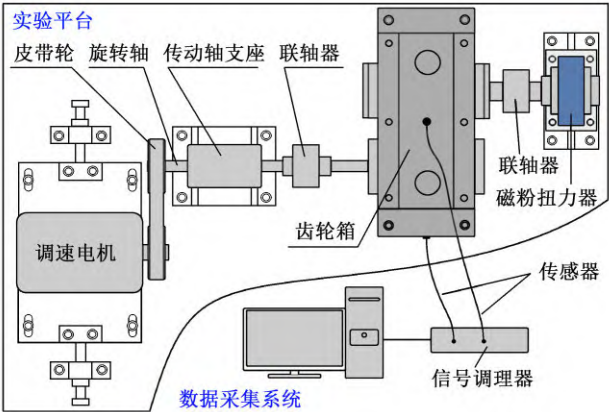 实验平台
皮带轮
旋转轴
传动轴支座
联轴器
联轴器
磁粉扭力器
齿轮箱
调速电机
传感器
信号调理器
数据采集系统